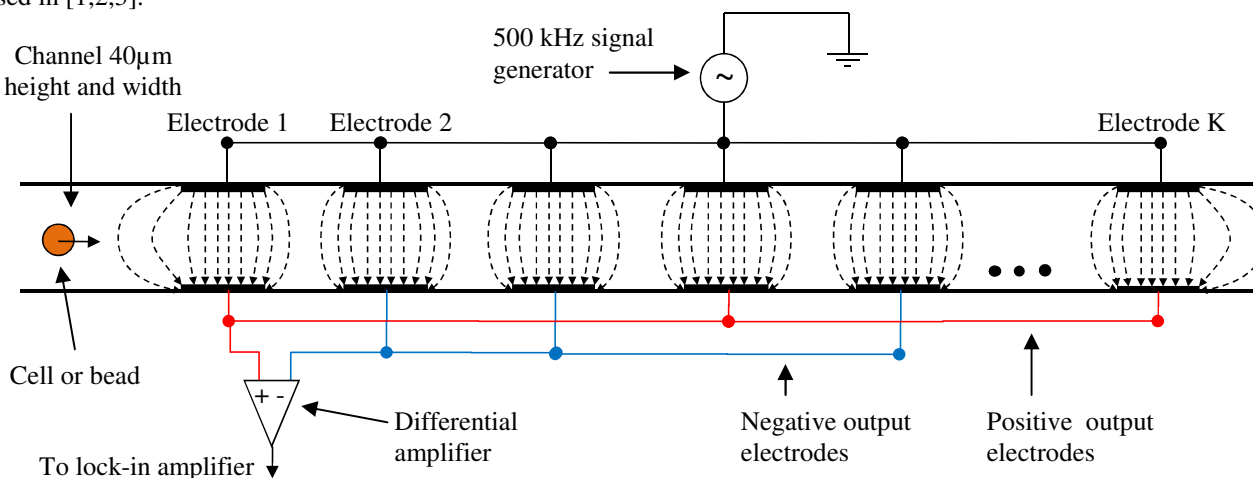 sed in [1,2,3].
500 kHz signal
generator
~
Channel 40µm
height and width
Electrode 1
Electrode 2
Electrode K
Cell or bead
+ -
Differential
amplifier
Negative output
electrodes
Positive output
electrodes
To lock-in amplifier